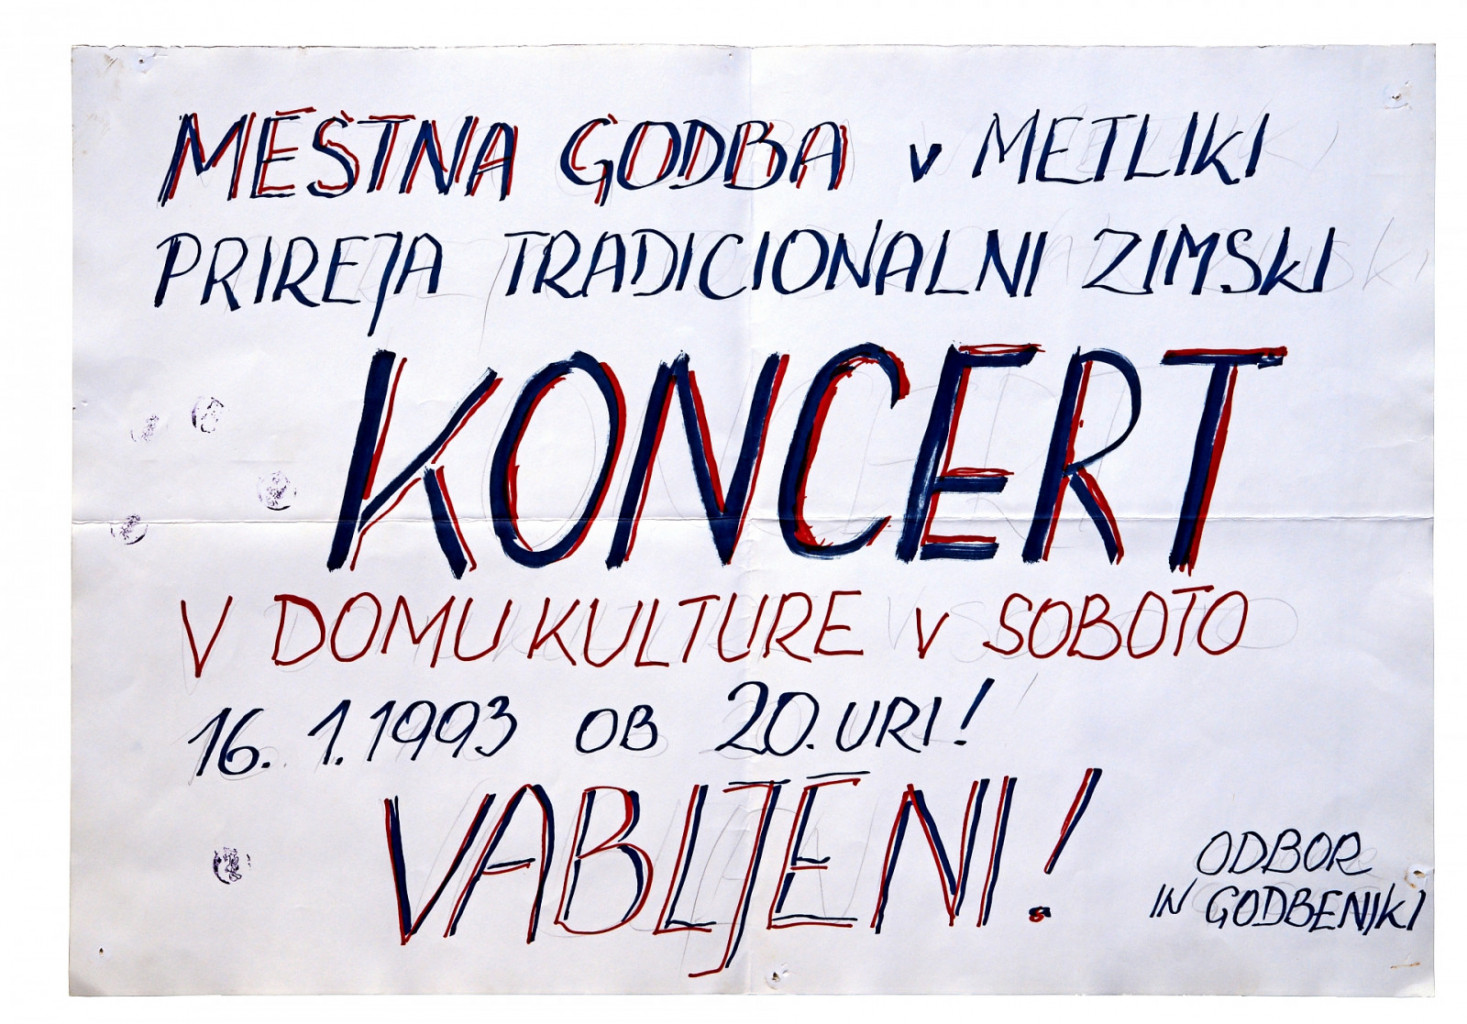 MESTNA GODBA v METLIKI
PRIREJA TRADICIONALNI ZIMSKI
KONCERT
V DOMU KULTURE V SOBOTO
16. 1. 1993 OB 20. URI!
VABLJENI!
ODBOR
IN GODBENIKI